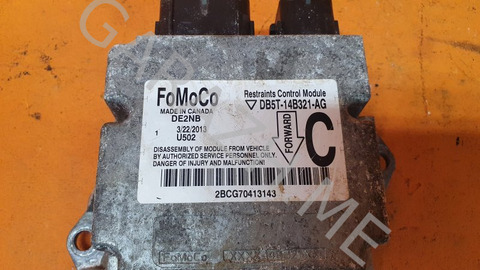 FoMoCo
MADE IN CANADA
DE2NB
1 3/22/2013
U502
Restraints Control Module
DB5T-14B321-AG
FORWARD
C
DISASSEMBLY OF MODULE FROM VEHICLE
BY AUTHORIZED SERVICE PERSONNEL ONLY.
DANGER OF INJURY AND MALFUNCTION!
2BCG70413143
FoMoCo